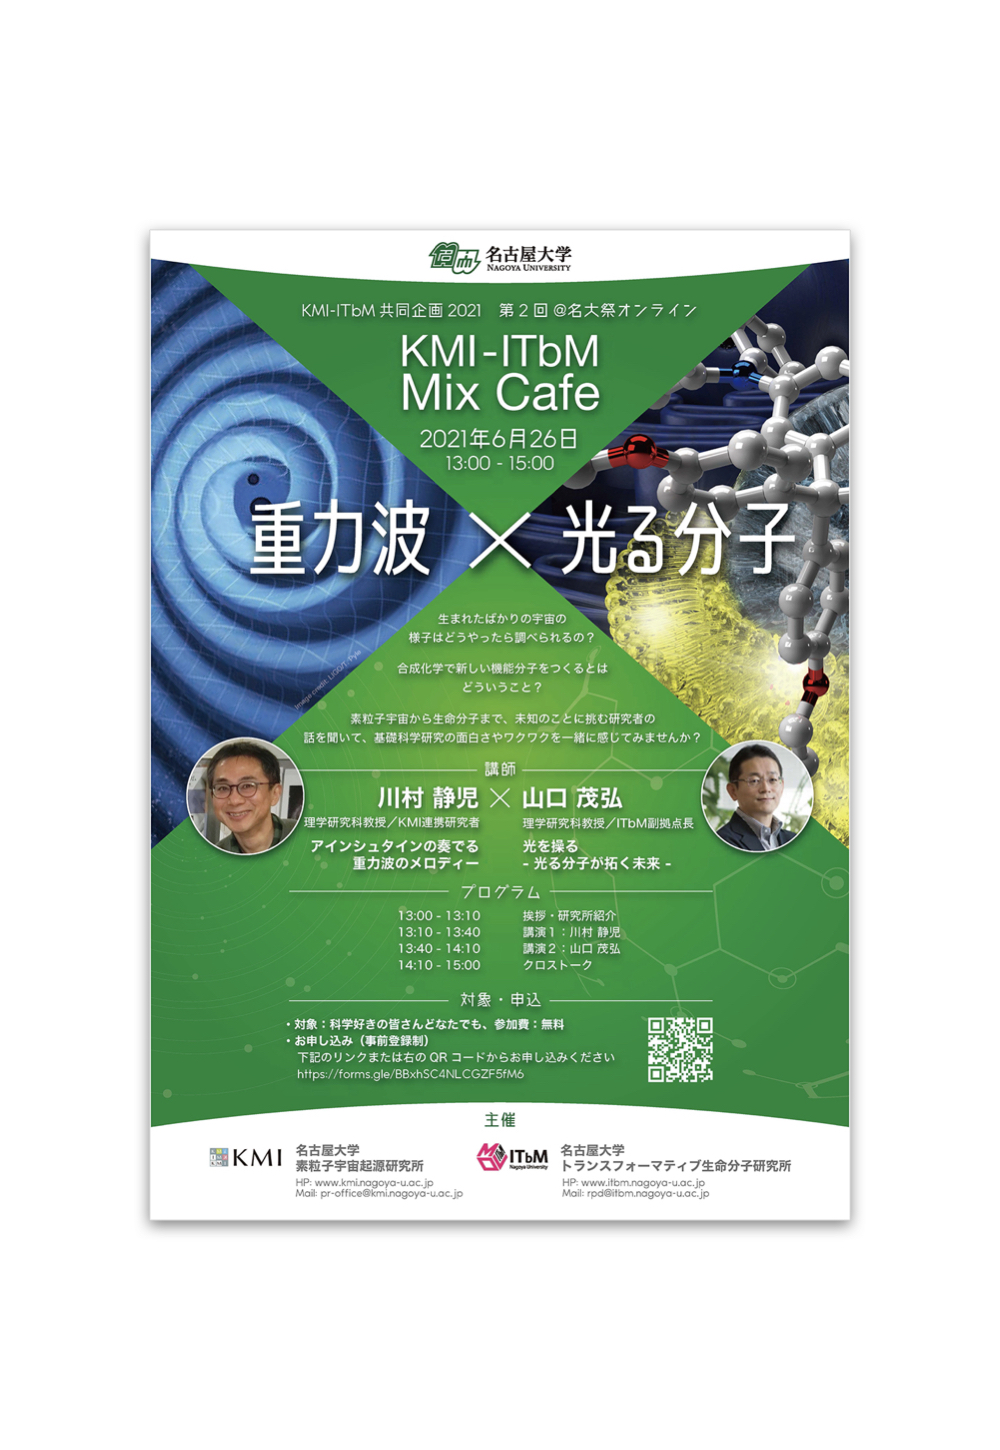 名古屋大学
NAGOYA UNIVERSITY
KMI-ITbM 共同企画 2021　第 2 回 @名大祭オンライン
KMI-ITbM
Mix Cafe
2021年6月26日
13:00 - 15:00
重力波 × 光る分子
生まれたばかりの宇宙の
様子はどうやったら調べられるの？
合成化学で新しい機能分子をつくるとは
どういうこと？
Image credit: LIGO/T. Pyle
素粒子宇宙から生命分子まで、未知のことに挑む研究者の
話を聞いて、基礎科学研究の面白さやワクワクを一緒に感じてみませんか？
講師
川村 静児 × 山口 茂弘
理学研究科教授／KMI連携研究者
理学研究科教授／ITbM副拠点長
アインシュタインの奏でる
重力波のメロディー
光を操る
- 光る分子が拓く未来 -
プログラム
13:00 - 13:10 挨拶・研究所紹介
13:10 - 13:40 講演１：川村 静児
13:40 - 14:10 講演２：山口 茂弘
14:10 - 15:00 クロストーク
対象・申込
・対象：科学好きの皆さんどなたでも、参加費：無料
・お申し込み（事前登録制）
下記のリンクまたは右の QR コードからお申し込みください
https://forms.gle/BBxhSC4NLCGZF5fM6
主催
KMI
名古屋大学
素粒子宇宙起源研究所
HP: www.kmi.nagoya-u.ac.jp
Mail: pr-office@kmi.nagoya-u.ac.jp
ITbM
Nagoya University
名古屋大学
トランスフォーマティブ生命分子研究所
HP: www.itbm.nagoya-u.ac.jp
Mail: rpd@itbm.nagoya-u.ac.jp